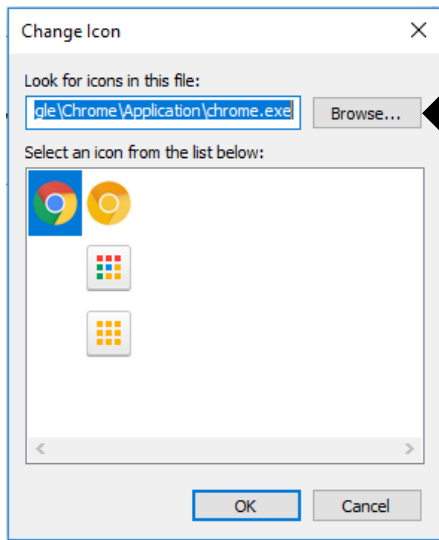 Change Icon
Look for icons in this file:
gle\Chrome\Application\chrome.exe
Browse...
Select an icon from the list below:
OK
Cancel